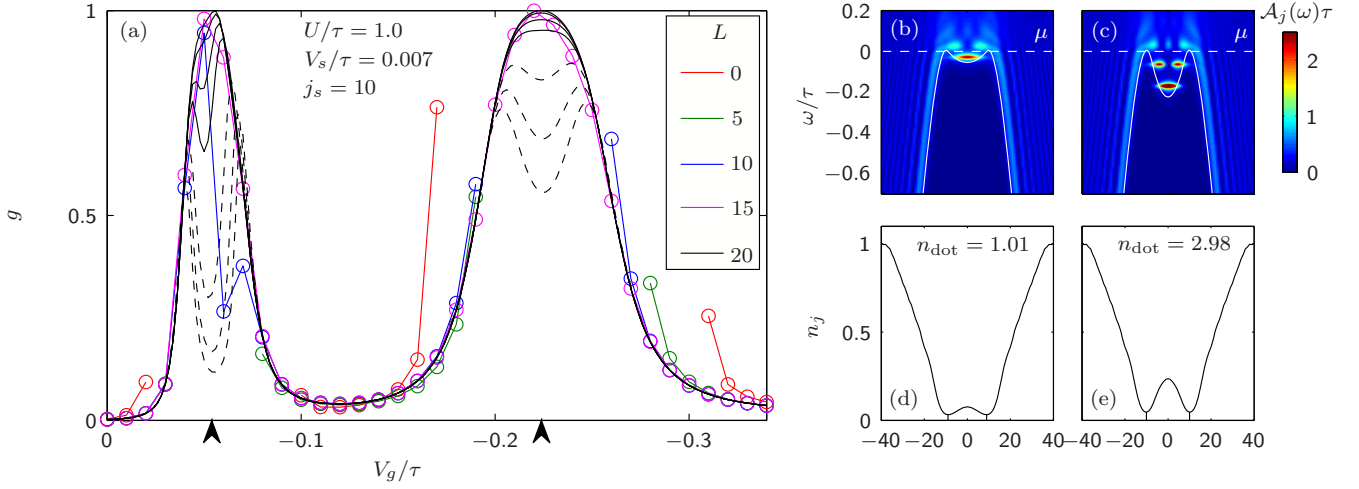 (a)
U/τ = 1.0
V_s/τ = 0.007
j_s = 10
L
0
5
10
15
20
g
1
0.5
0
0
−0.1
−0.2
−0.3
V_g/τ
(b)
μ
(c)
μ
A_j(ω)τ
ω/τ
0.2
0
−0.2
−0.4
−0.6
2
1
0
n_dot = 1.01
n_dot = 2.98
n_j
1
0.5
0
(d)
(e)
−40
−20
0
20
40
−40
−20
0
20
40